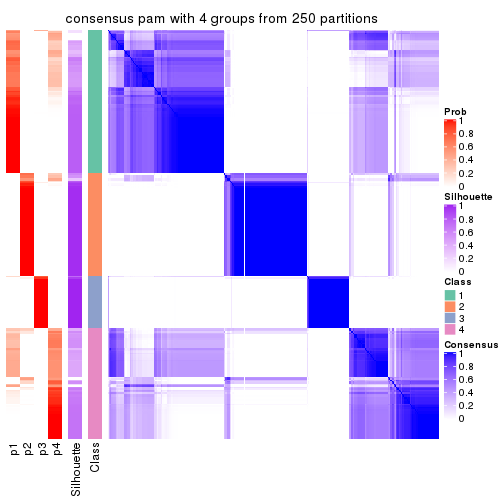 consensus pam with 4 groups from 250 partitions
Prob
1
0.8
0.6
0.4
0.2
0
Silhouette
1
0.8
0.6
0.4
0.2
0
Class
1
2
3
4
Consensus
1
0.8
0.6
0.4
0.2
0
p1
p2
p3
p4
Silhouette
Class